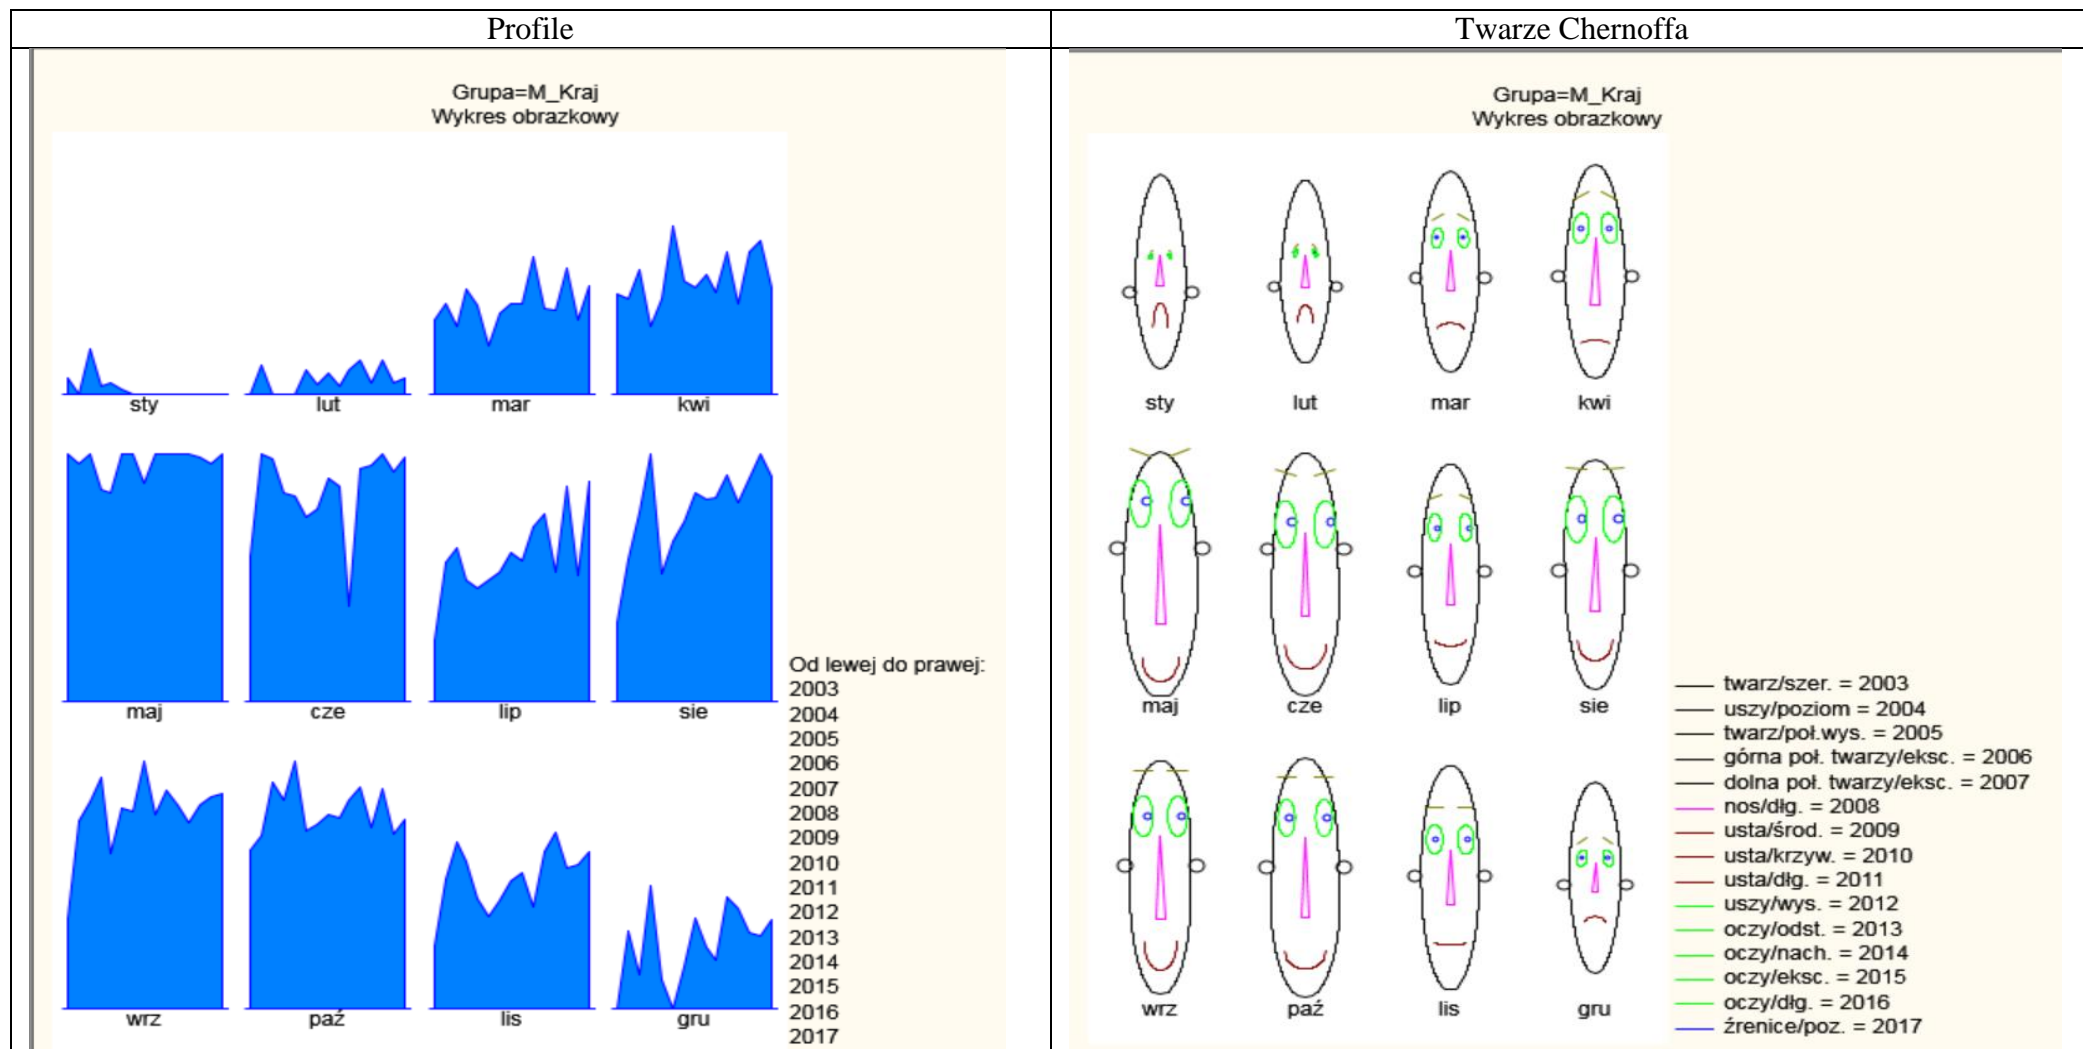 Profile
Twarze Chernoffa
Grupa=M_Kraj
Wykres obrazkowy
sty
lut
mar
kwi
maj
cze
lip
sie
wrz
paź
lis
gru
Od lewej do prawej:
2003
2004
2005
2006
2007
2008
2009
2010
2011
2012
2013
2014
2015
2016
2017
Grupa=M_Kraj
Wykres obrazkowy
sty
lut
mar
kwi
maj
cze
lip
sie
wrz
paź
lis
gru
twarz/szer. = 2003
uszy/poziom = 2004
twarz/poł.wys. = 2005
górna poł. twarzy/eksc. = 2006
dolna poł. twarzy/eksc. = 2007
nos/dłg. = 2008
usta/środ. = 2009
usta/krzyw. = 2010
usta/dłg. = 2011
uszy/wys. = 2012
oczy/odst. = 2013
oczy/nach. = 2014
oczy/eksc. = 2015
oczy/dłg. = 2016
źrenice/poz. = 2017